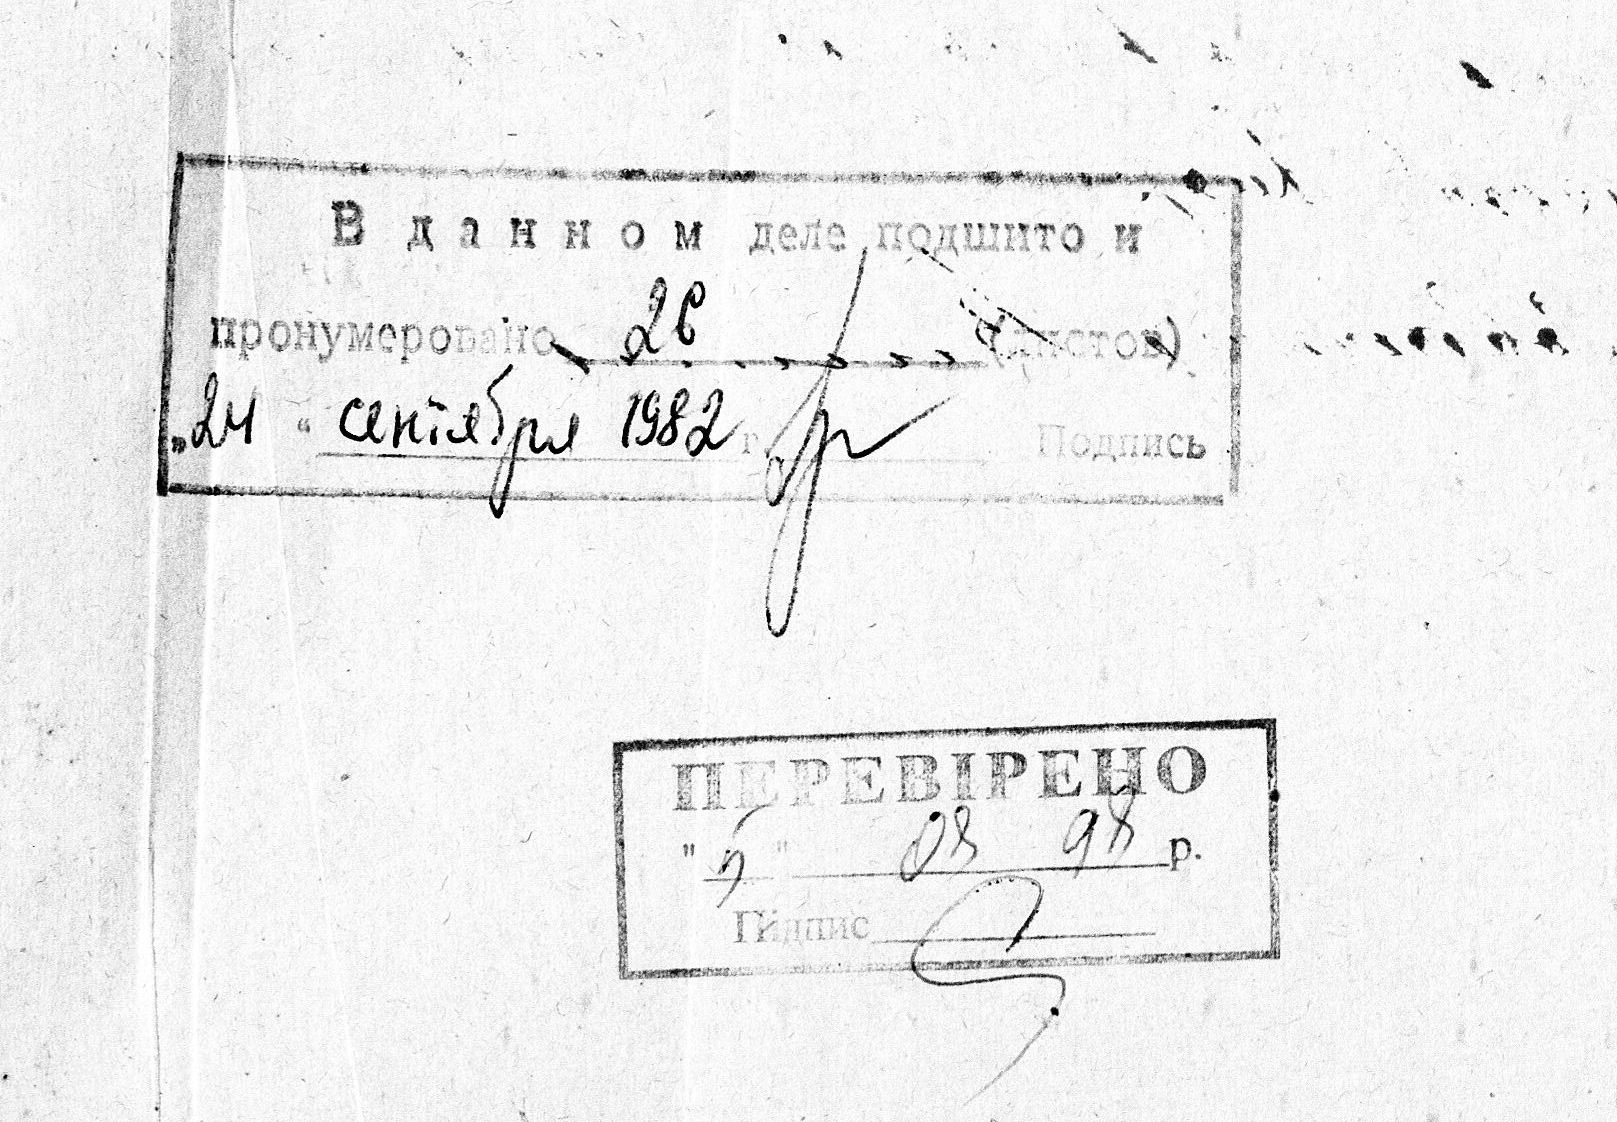 В данном деле подшито и
пронумеровано 26 (листов)
„24“ сентября 1982 г. Подпись
ПЕРЕВІРЕНО
"5" 08 98 р.
Підпис